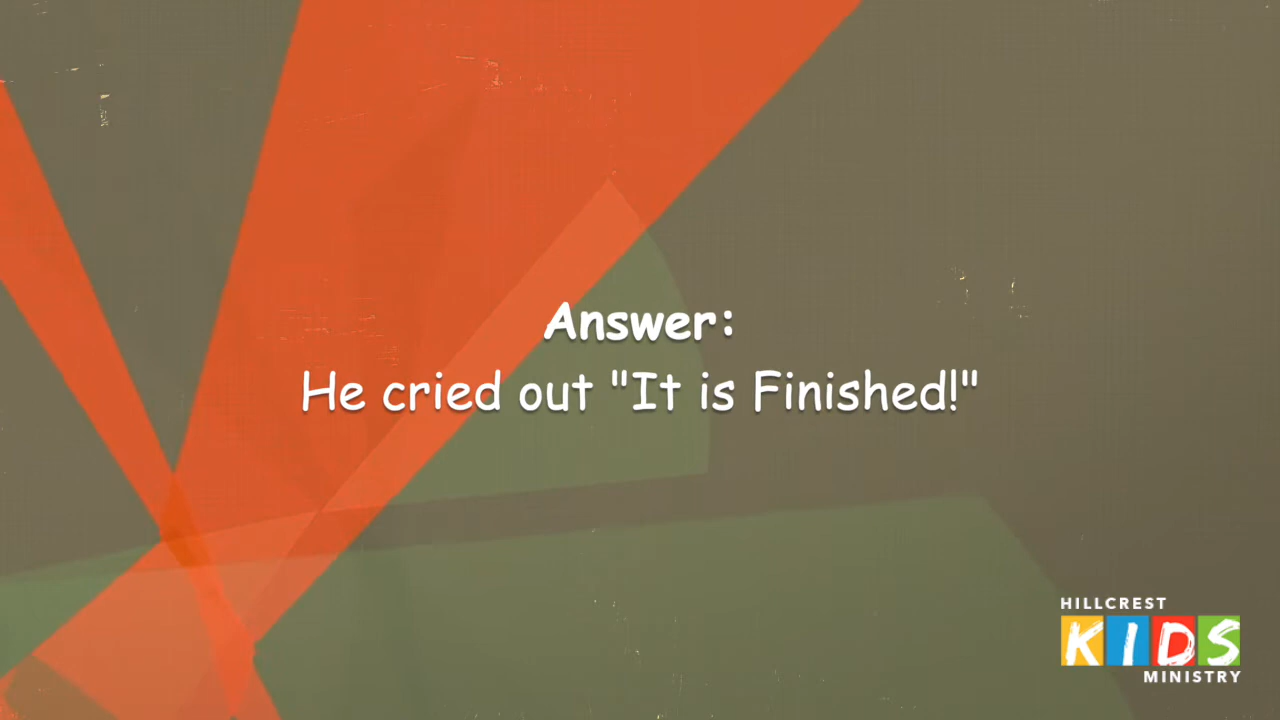 Answer:
He cried out "It is Finished!"
HILLCREST
KIDS
MINISTRY